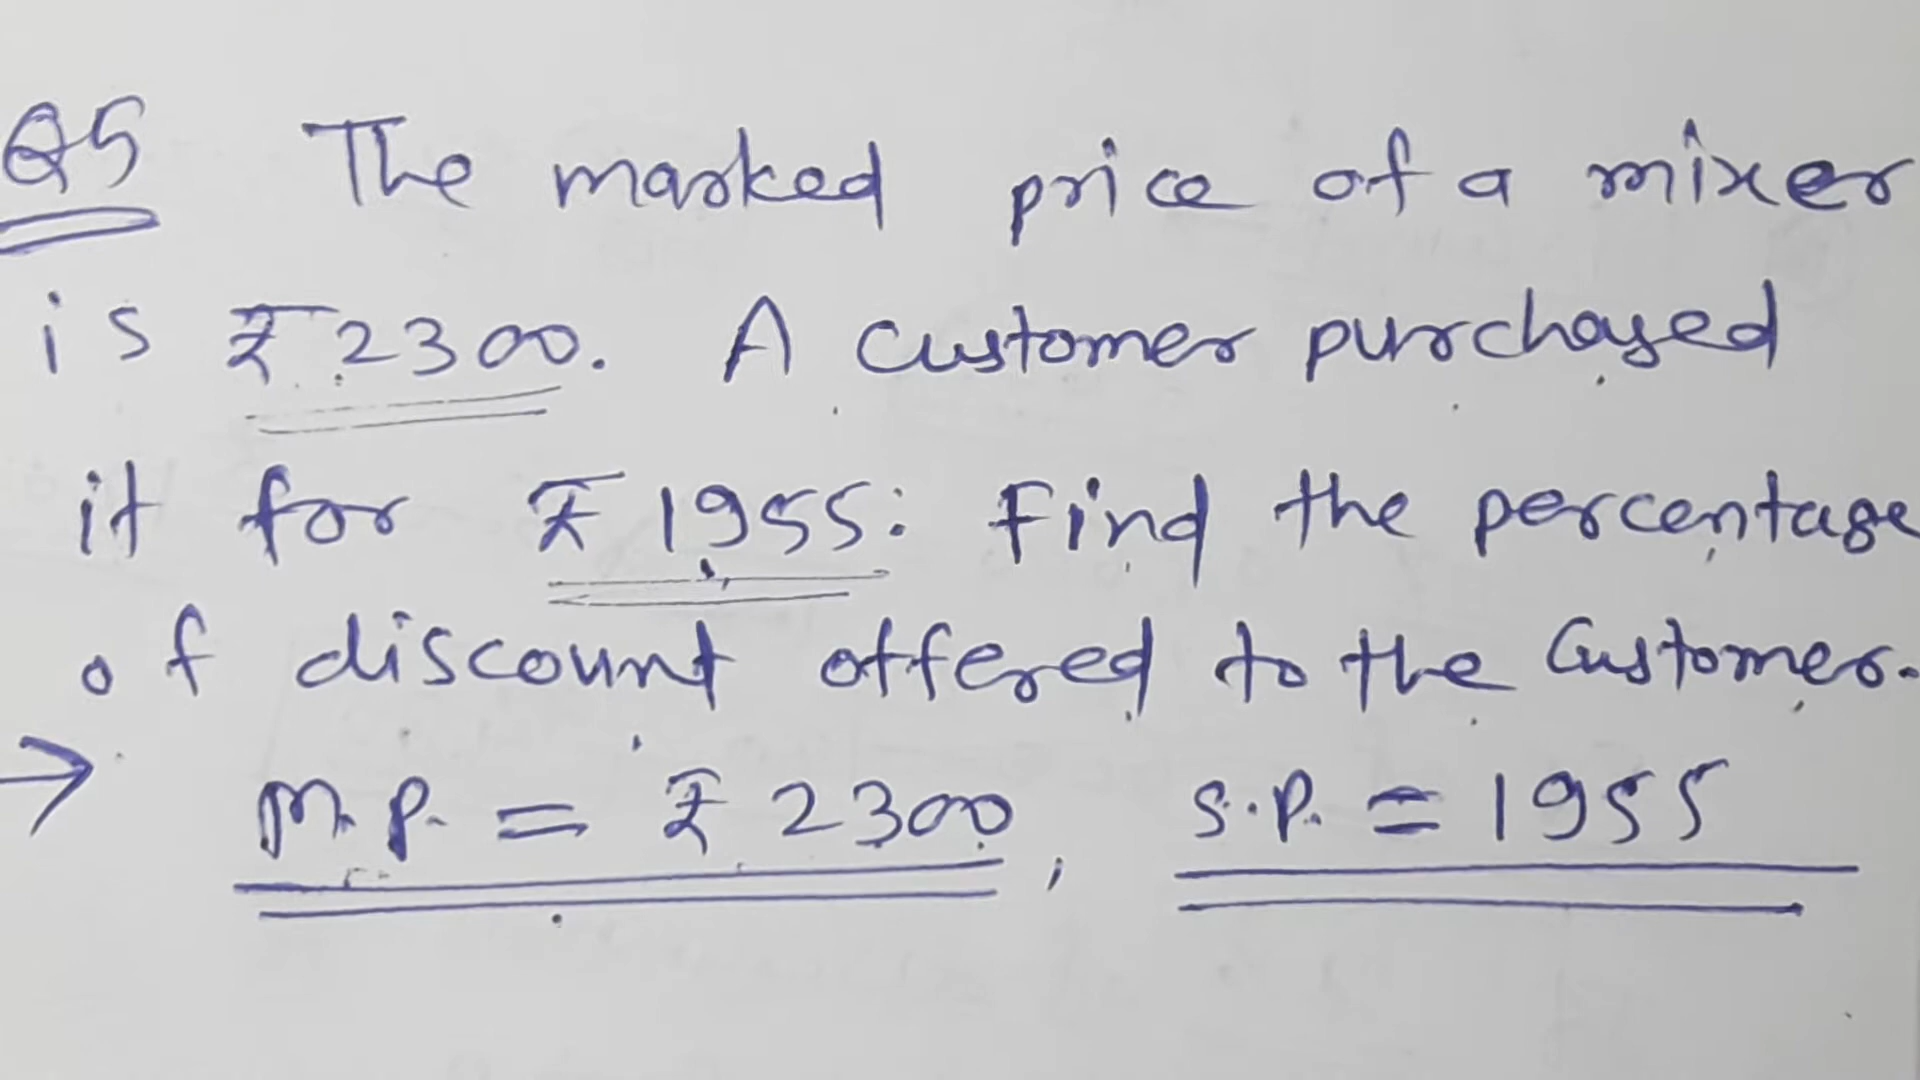 Q5 The marked price of a mixer
is ₹2300. A customer purchased
it for ₹1955. Find the percentage
of discount offered to the Customer.
→ M.P. = ₹2300, S.P. = 1955